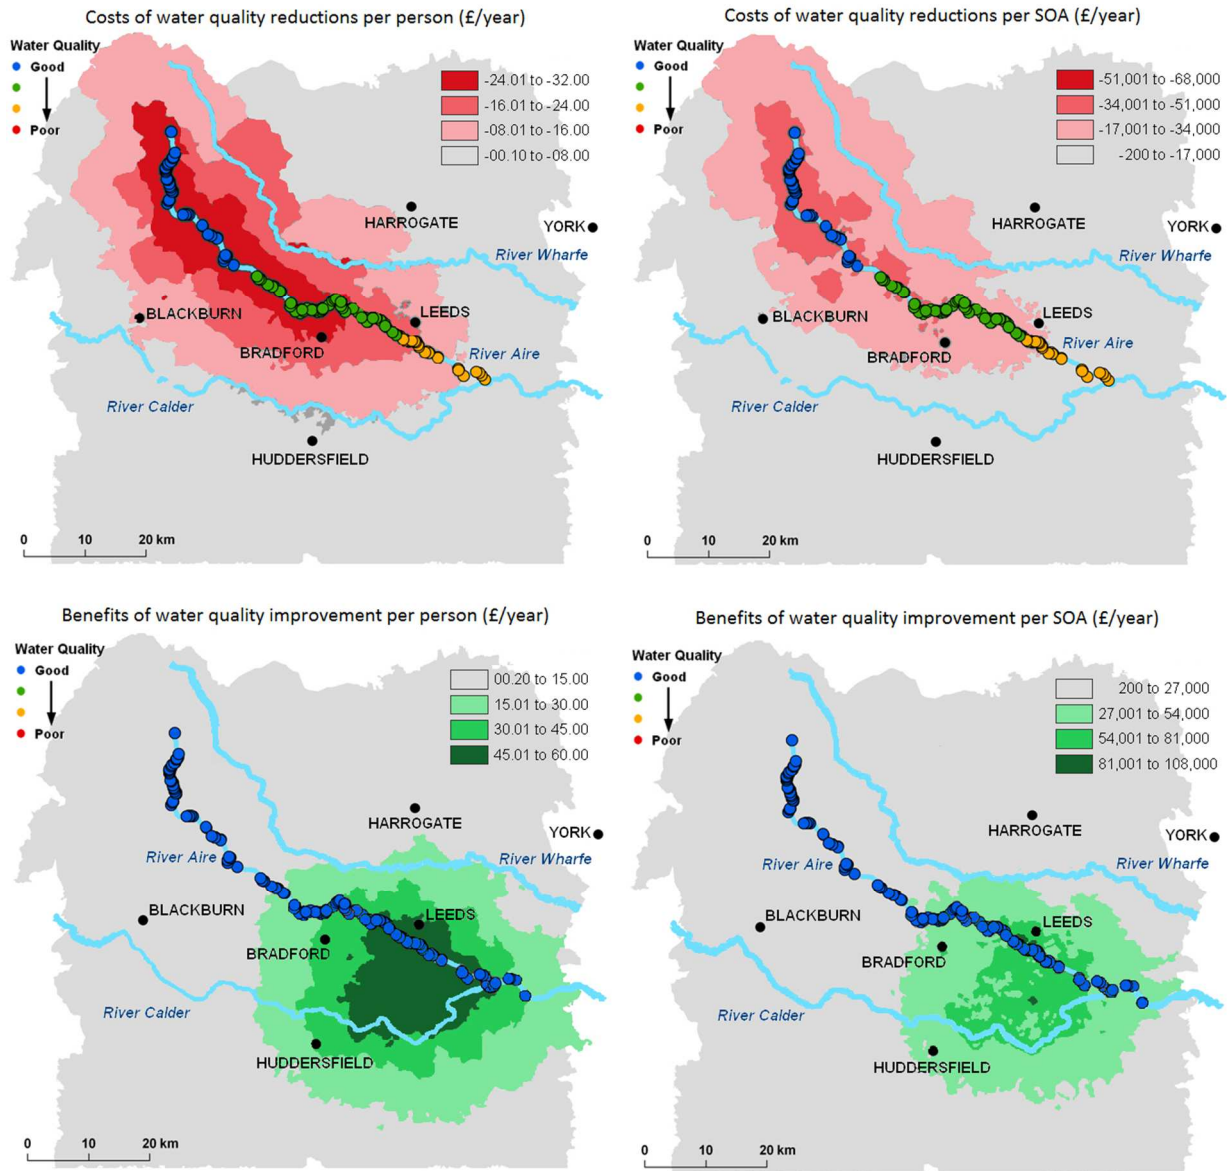 Costs of water quality reductions per person (£/year)
Water Quality
Good
Poor
-24.01 to -32.00
-16.01 to -24.00
-08.01 to -16.00
-00.10 to -08.00
HARROGATE
YORK
River Wharfe
BLACKBURN
LEEDS
BRADFORD
River Aire
River Calder
HUDDERSFIELD
0 10 20 km
Costs of water quality reductions per SOA (£/year)
Water Quality
Good
Poor
-51,001 to -68,000
-34,001 to -51,000
-17,001 to -34,000
-200 to -17,000
HARROGATE
YORK
River Wharfe
BLACKBURN
LEEDS
BRADFORD
River Aire
River Calder
HUDDERSFIELD
0 10 20 km
Benefits of water quality improvement per person (£/year)
Water Quality
Good
Poor
00.20 to 15.00
15.01 to 30.00
30.01 to 45.00
45.01 to 60.00
HARROGATE
YORK
River Aire
River Wharfe
BLACKBURN
LEEDS
BRADFORD
River Calder
HUDDERSFIELD
0 10 20 km
Benefits of water quality improvement per SOA (£/year)
Water Quality
Good
Poor
200 to 27,000
27,001 to 54,000
54,001 to 81,000
81,001 to 108,000
HARROGATE
YORK
River Aire
River Wharfe
BLACKBURN
LEEDS
BRADFORD
River Calder
HUDDERSFIELD
0 10 20 km